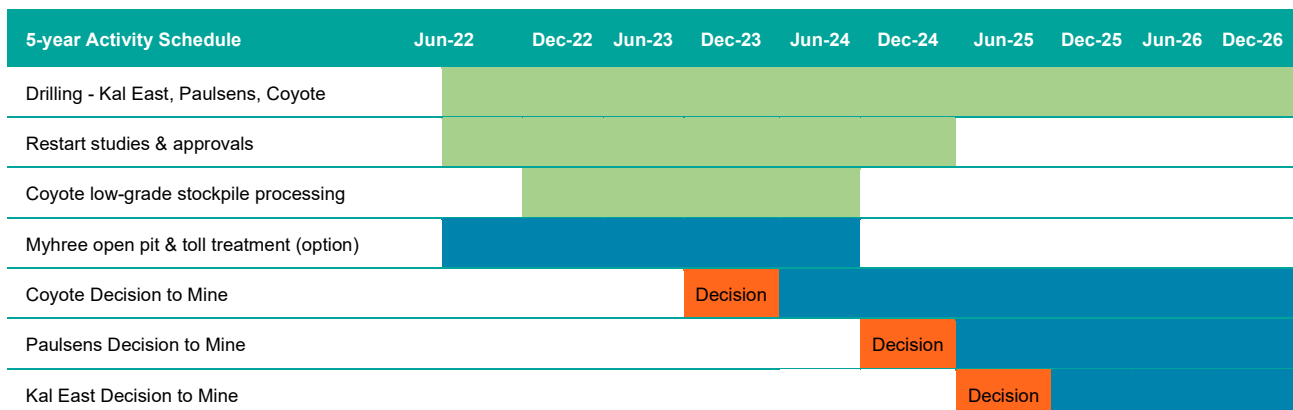 5-year Activity Schedule Jun-22 Dec-22 Jun-23 Dec-23 Jun-24 Dec-24 Jun-25 Dec-25 Jun-26 Dec-26
Drilling - Kal East, Paulsens, Coyote
Restart studies & approvals
Coyote low-grade stockpile processing
Myhree open pit & toll treatment (option)
Coyote Decision to Mine Decision
Paulsens Decision to Mine Decision
Kal East Decision to Mine Decision